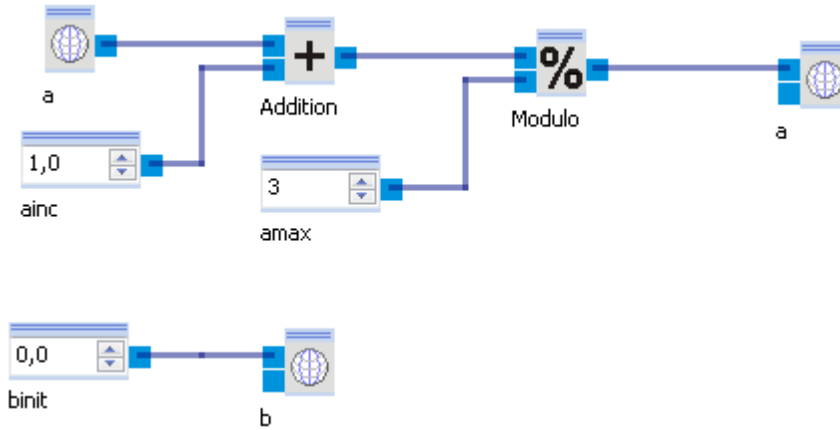 a
+
Addition
%
Modulo
a
1,0
ainc
3
amax
0,0
binit
b